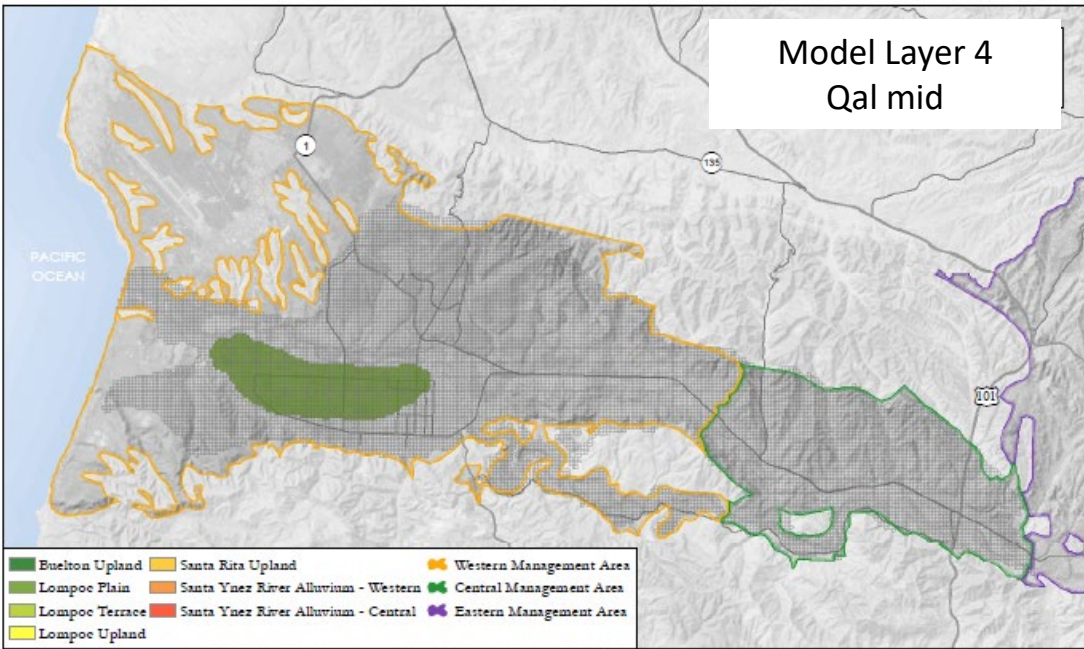 Model Layer 4
Qal mid
1
135
PACIFIC
OCEAN
101
Buelton Upland
Santa Rita Upland
Western Management Area
Lompoc Plain
Santa Ynez River Alluvium - Western
Central Management Area
Lompoc Terrace
Santa Ynez River Alluvium - Central
Eastern Management Area
Lompoc Upland